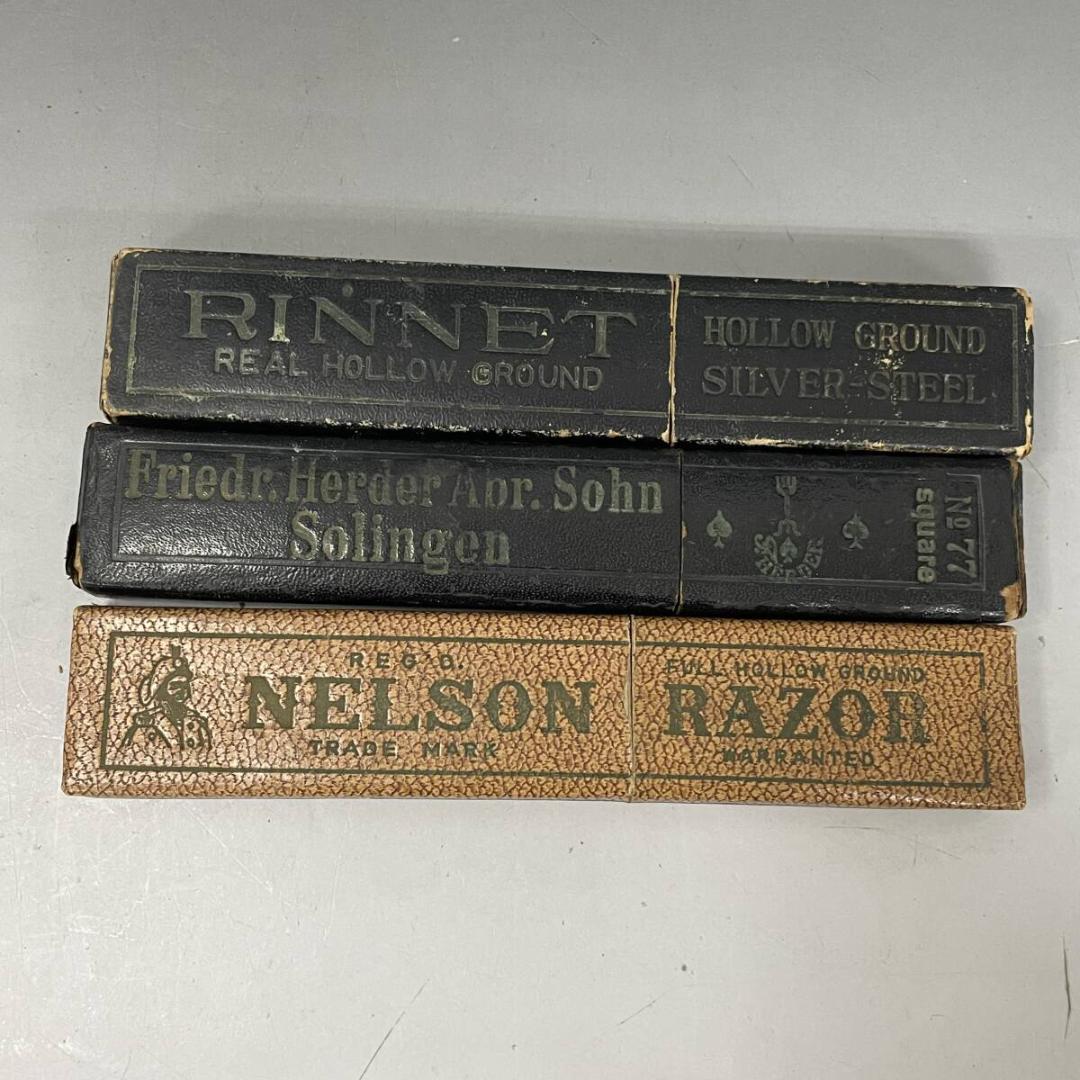 RINNET
REAL HOLLOW GROUND
HOLLOW GROUND
SILVER-STEEL
Friedr. Herder Abr. Sohn
Solingen
HERDER
No 77
square
REG'D.
NELSON
TRADE MARK
FULL HOLLOW GROUND
RAZOR
WARRANTED